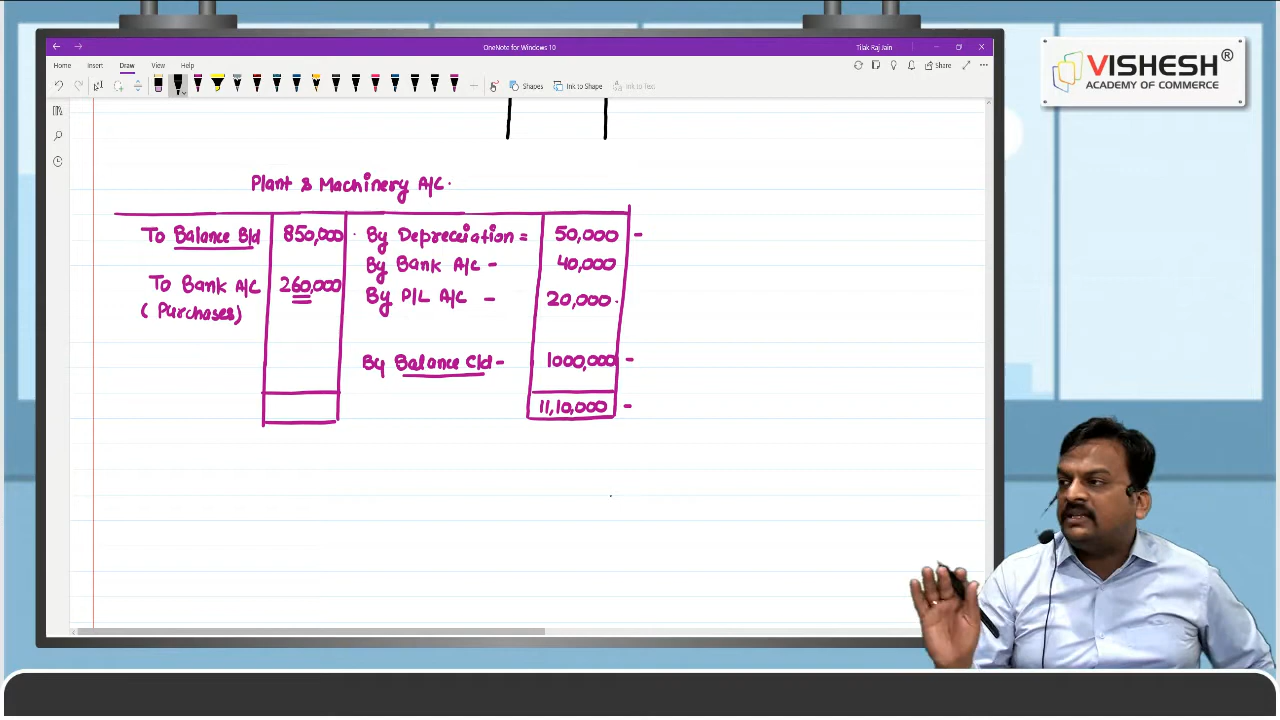 OneNote for Windows 10
Tilak Raj Jain
Home Insert Draw View Help
Share
Shapes
Ink to Shape
Ink to Text
VISHESH®
ACADEMY OF COMMERCE
Plant & Machinery A/C.
To Balance B/d 850,000 . By Depreciation = 50,000 -
By Bank A/C - 40,000
To Bank A/C 260,000
By P/L A/C - 20,000.
(Purchases)
By Balance C/d - 1000,000 -
11,10,000 -